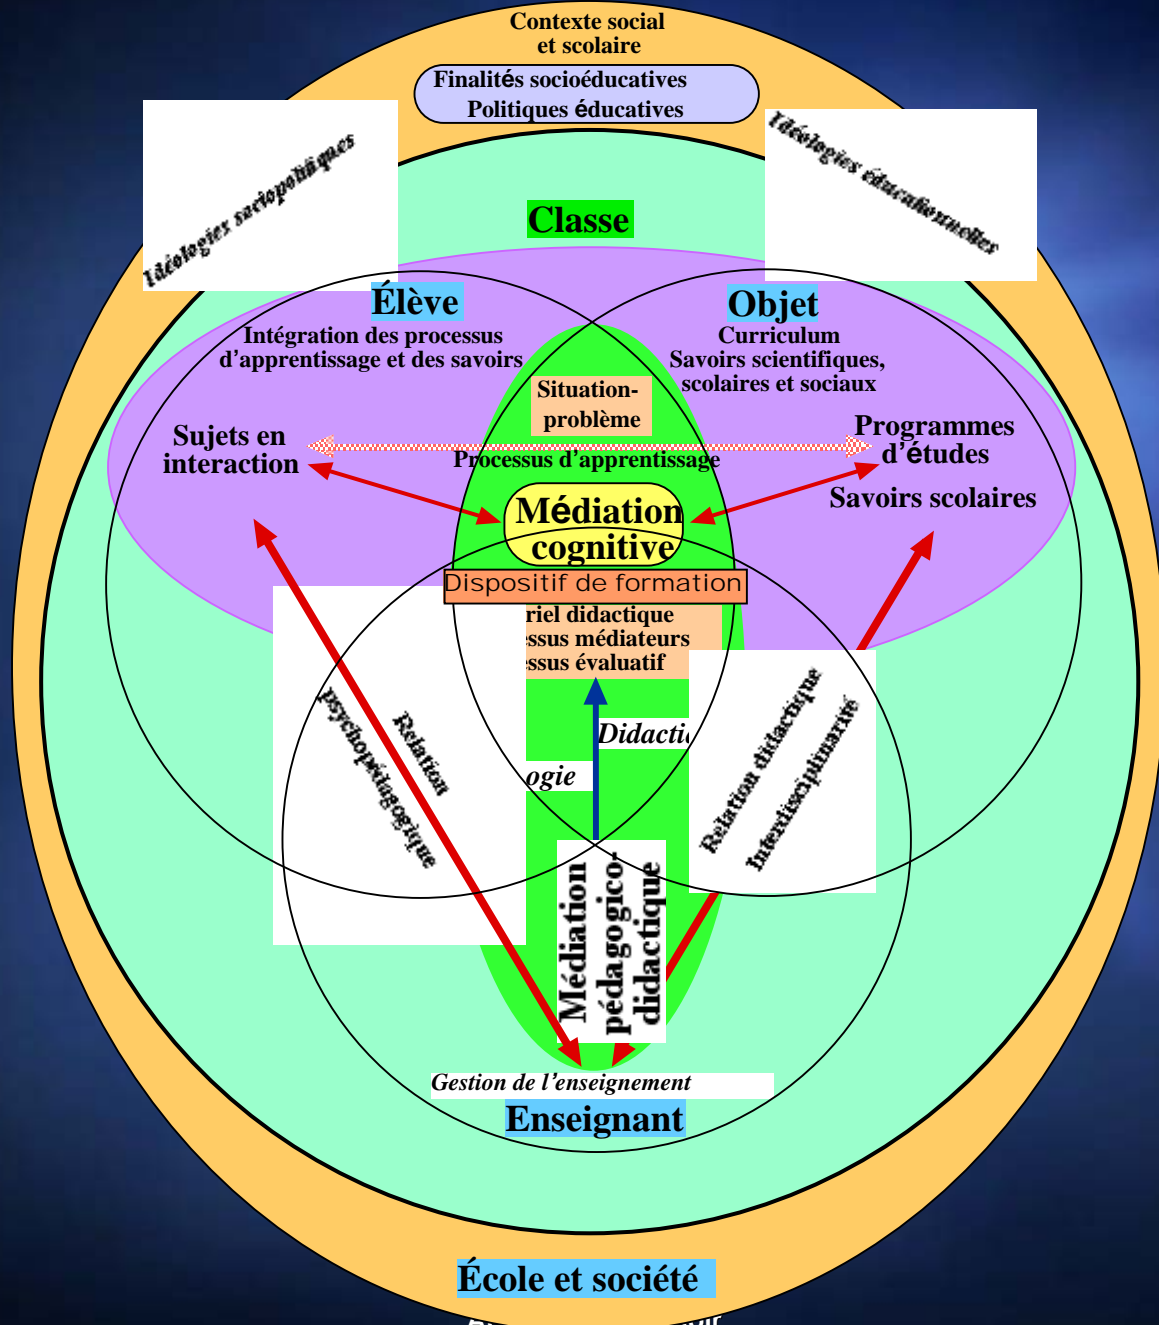 Contexte social
et scolaire
Finalités socioéducatives
Politiques éducatives
Idéologies sociopolitiques
Idéologies éducationnelles
Classe
Élève
Intégration des processus
d’apprentissage et des savoirs
Objet
Curriculum
Savoirs scientifiques,
scolaires et sociaux
Situation-
problème
Sujets en
interaction
Programmes
d’études
Processus d’apprentissage
Savoirs scolaires
Médiation
cognitive
Dispositif de formation
riel didactique
essus médiateurs
essus évaluatif
Relation
psychopédagogique
Didacti
ogie
Relation didactique
Interdisciplinarité
Médiation
pédagogico-
didactique
Gestion de l’enseignement
Enseignant
École et société